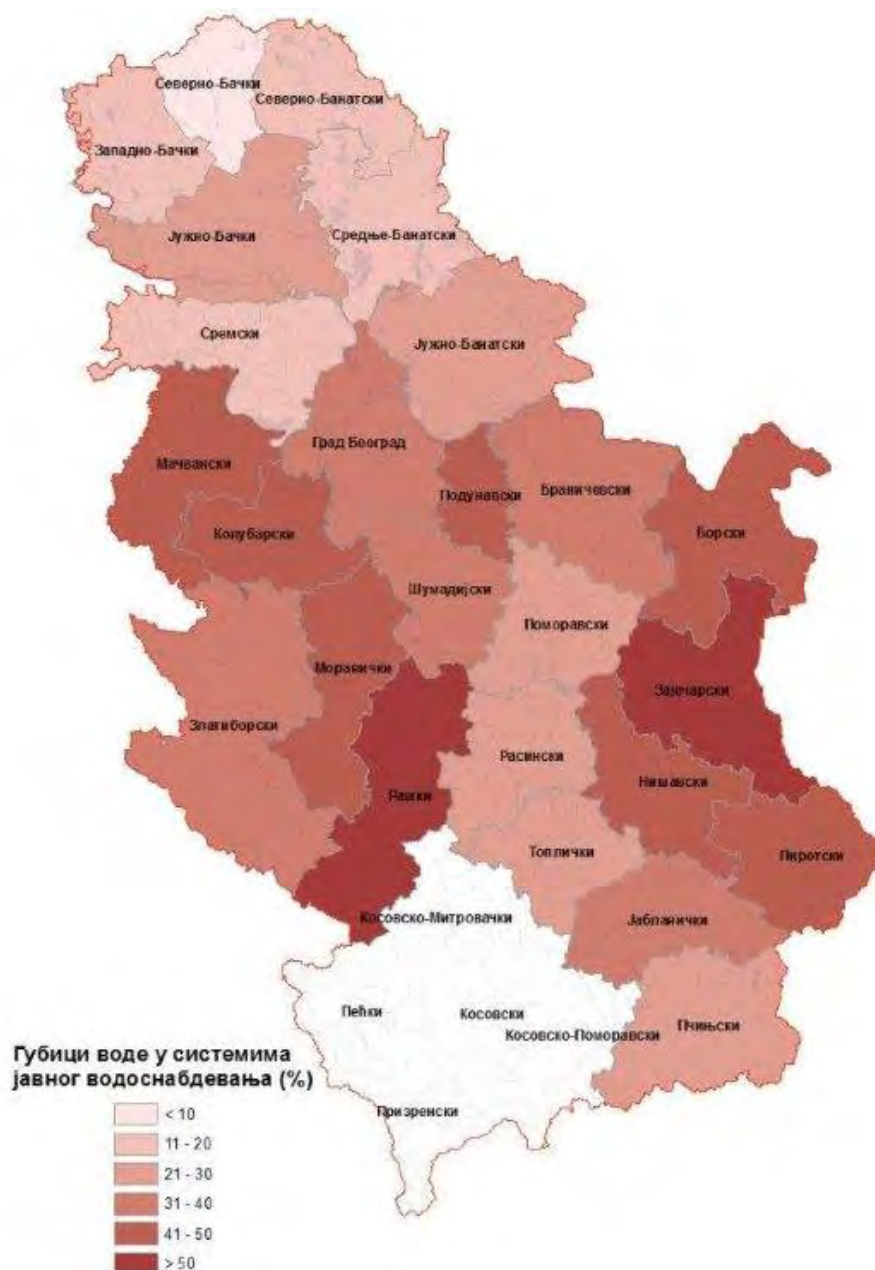 Северно-Бачки
Северно-Банатски
Западно-Бачки
Јужно-Бачки
Средње-Банатски
Сремски
Јужно-Банатски
Град Београд
Мачвански
Подунавски
Браничевски
Колубарски
Борски
Шумадијски
Поморавски
Моравички
Зајечарски
Златиборски
Расински
Нишавски
Рашки
Топлички
Пиротски
Косовско-Митровачки
Јабланички
Пећки
Косовски
Косовско-Поморавски
Пчињски
Призренски
Губици воде у системима
јавног водоснабдевања (%)
< 10
11 - 20
21 - 30
31 - 40
41 - 50
> 50